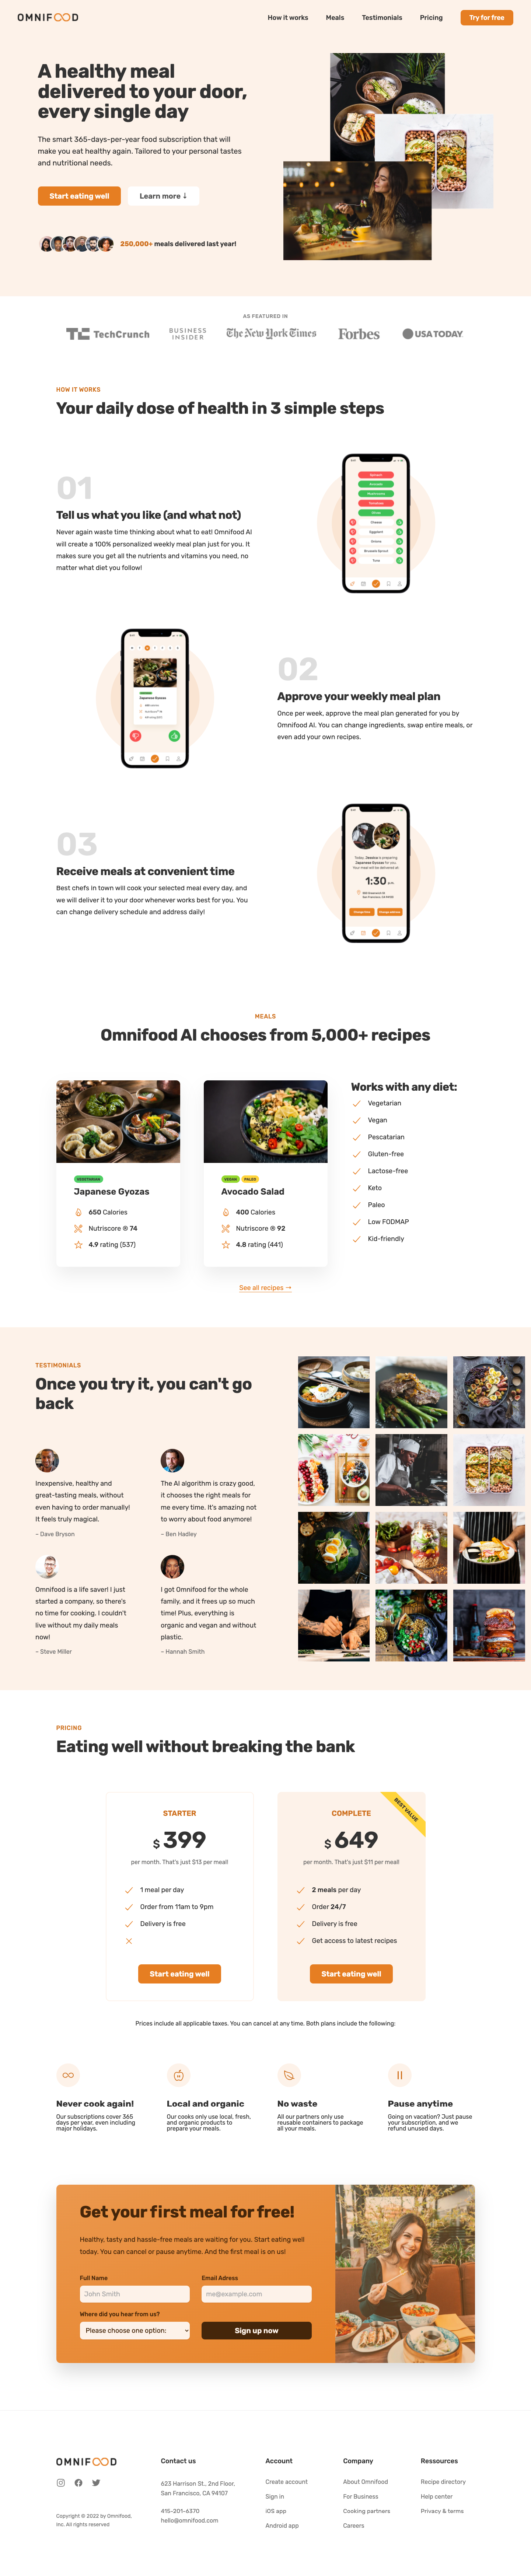 OMNIFOOD
How it works
Meals
Testimonials
Pricing
Try for free
A healthy meal
delivered to your door,
every single day
The smart 365-days-per-year food subscription that will
make you eat healthy again. Tailored to your personal tastes
and nutritional needs.
Start eating well
Learn more ↓
250,000+ meals delivered last year!
AS FEATURED IN
TechCrunch
BUSINESS
INSIDER
The New York Times
Forbes
USA TODAY
HOW IT WORKS
Your daily dose of health in 3 simple steps
01
Tell us what you like (and what not)
Never again waste time thinking about what to eat! Omnifood AI
will create a 100% personalized weekly meal plan just for you. It
makes sure you get all the nutrients and vitamins you need, no
matter what diet you follow!
02
Approve your weekly meal plan
Once per week, approve the meal plan generated for you by
Omnifood AI. You can change ingredients, swap entire meals, or
even add your own recipes.
03
Receive meals at convenient time
Best chefs in town will cook your selected meal every day, and
we will deliver it to your door whenever works best for you. You
can change delivery schedule and address daily!
1:30
MEALS
Omnifood AI chooses from 5,000+ recipes
VEGETARIAN
Japanese Gyozas
650 Calories
Nutriscore ® 74
4.9 rating (537)
VEGAN
PALEO
Avocado Salad
400 Calories
Nutriscore ® 92
4.8 rating (441)
Works with any diet:
Vegetarian
Vegan
Pescatarian
Gluten-free
Lactose-free
Keto
Paleo
Low FODMAP
Kid-friendly
See all recipes →
TESTIMONIALS
Once you try it, you can't go
back
Inexpensive, healthy and
great-tasting meals, without
even having to order manually!
It feels truly magical.
– Dave Bryson
The AI algorithm is crazy good,
it chooses the right meals for
me every time. It's amazing not
to worry about food anymore!
– Ben Hadley
Omnifood is a life saver! I just
started a company, so there's
no time for cooking. I couldn't
live without my daily meals
now!
– Steve Miller
I got Omnifood for the whole
family, and it frees up so much
time! Plus, everything is
organic and vegan and without
plastic.
– Hannah Smith
PRICING
Eating well without breaking the bank
STARTER
$ 399
per month. That's just $13 per meal!
1 meal per day
Order from 11am to 9pm
Delivery is free
Start eating well
BEST VALUE
COMPLETE
$ 649
per month. That's just $11 per meal!
2 meals per day
Order 24/7
Delivery is free
Get access to latest recipes
Start eating well
Prices include all applicable taxes. You can cancel at any time. Both plans include the following:
Never cook again!
Our subscriptions cover 365
days per year, even including
major holidays.
Local and organic
Our cooks only use local, fresh,
and organic products to
prepare your meals.
No waste
All our partners only use
reusable containers to package
all your meals.
Pause anytime
Going on vacation? Just pause
your subscription, and we
refund unused days.
Get your first meal for free!
Healthy, tasty and hassle-free meals are waiting for you. Start eating well
today. You can cancel or pause anytime. And the first meal is on us!
Full Name
John Smith
Email Adress
me@example.com
Where did you hear from us?
Please choose one option:
Sign up now
OMNIFOOD
Copyright © 2022 by Omnifood,
Inc. All rights reserved
Contact us
623 Harrison St., 2nd Floor,
San Francisco, CA 94107
415-201-6370
hello@omnifood.com
Account
Create account
Sign in
iOS app
Android app
Company
About Omnifood
For Business
Cooking partners
Careers
Ressources
Recipe directory
Help center
Privacy & terms